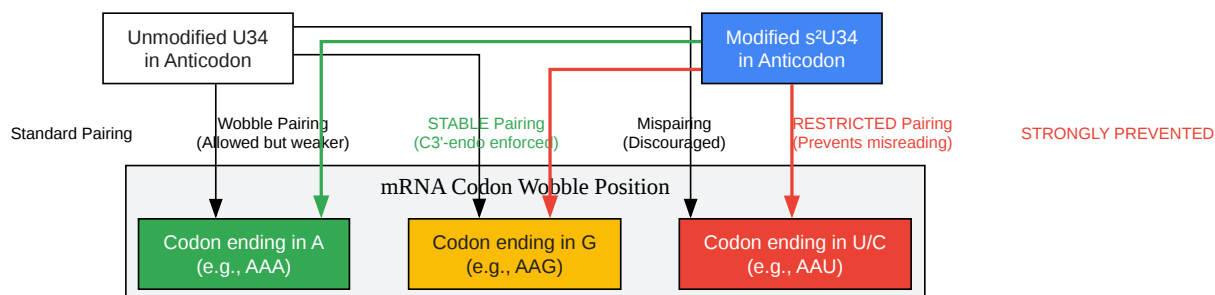 Unmodified U34
in Anticodon
Modified s²U34
in Anticodon
Standard Pairing
Wobble Pairing
(Allowed but weaker)
STABLE Pairing
(C3'-endo enforced)
Mispairing
(Discouraged)
RESTRICTED Pairing
(Prevents misreading)
STRONGLY PREVENTED
mRNA Codon Wobble Position
Codon ending in A
(e.g., AAA)
Codon ending in G
(e.g., AAG)
Codon ending in U/C
(e.g., AAU)